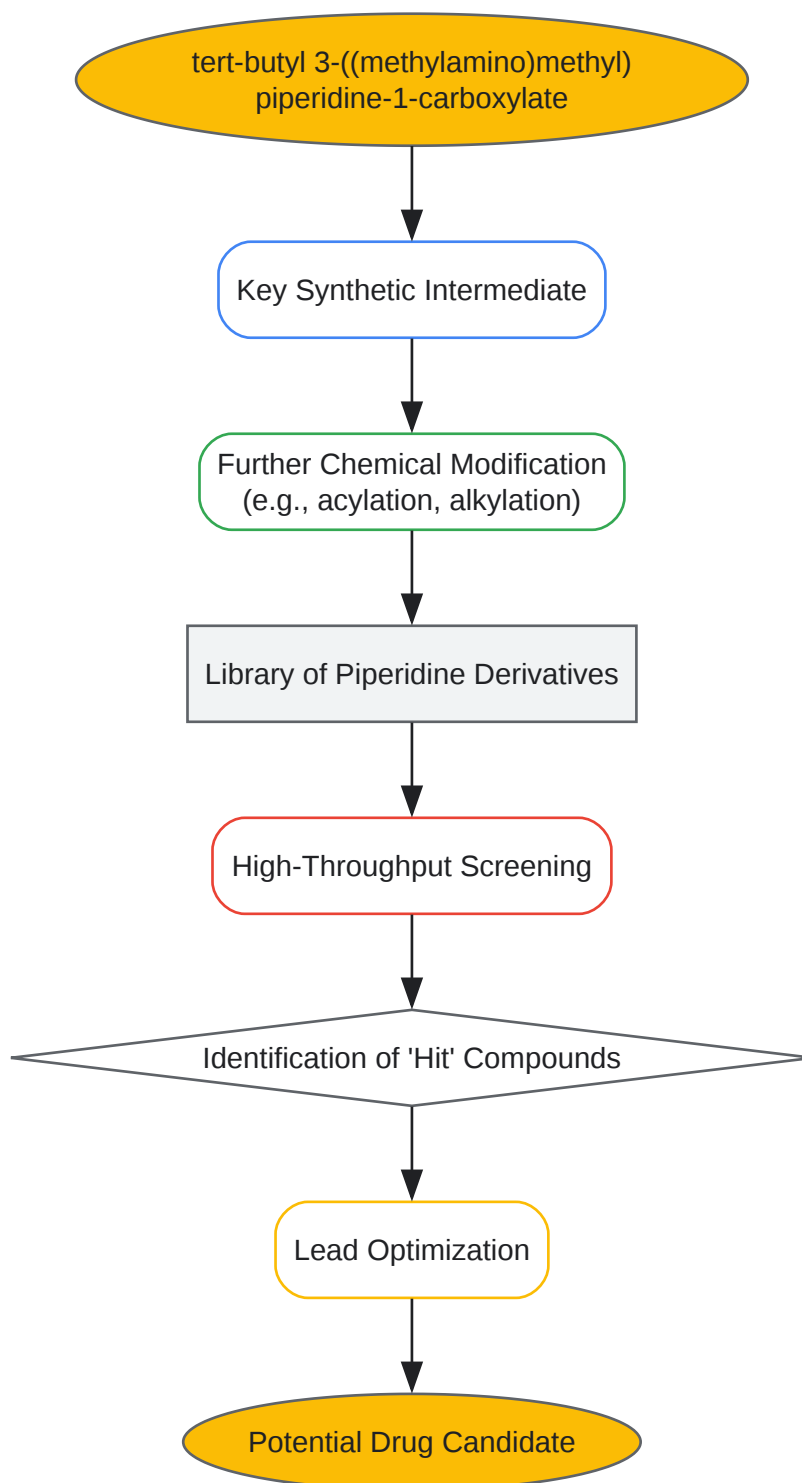 tert-butyl 3-((methylamino)methyl)
piperidine-1-carboxylate
Key Synthetic Intermediate
Further Chemical Modification
(e.g., acylation, alkylation)
Library of Piperidine Derivatives
High-Throughput Screening
Identification of 'Hit' Compounds
Lead Optimization
Potential Drug Candidate